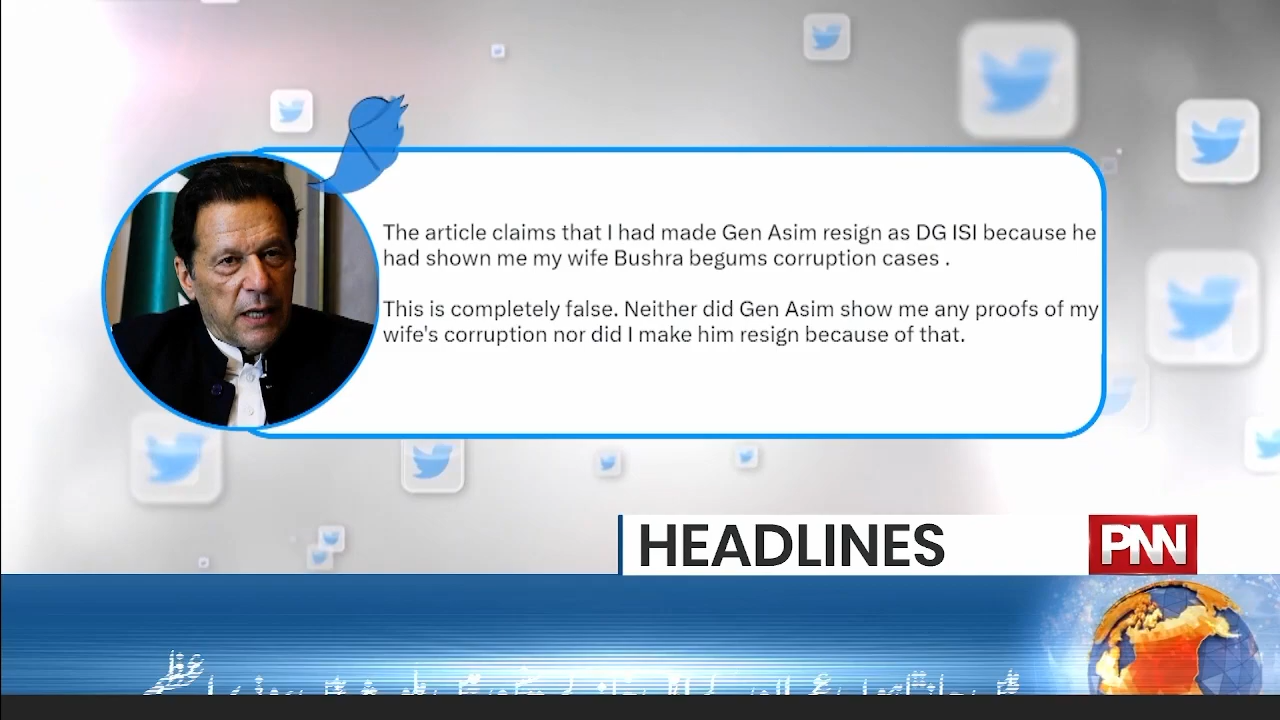 The article claims that I had made Gen Asim resign as DG ISI because he
had shown me my wife Bushra begums corruption cases .
This is completely false. Neither did Gen Asim show me any proofs of my
wife's corruption nor did I make him resign because of that.
HEADLINES
PNN